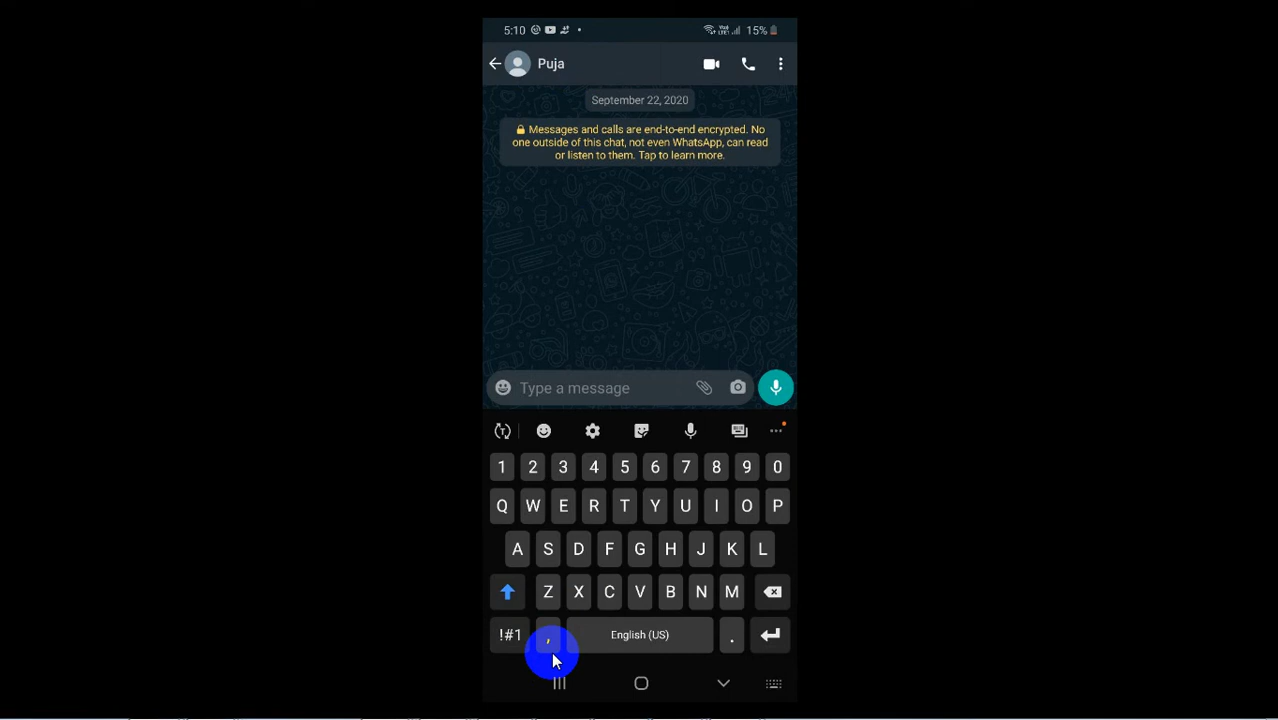 5:10 15%
Puja
September 22, 2020
Messages and calls are end-to-end encrypted. No
one outside of this chat, not even WhatsApp, can read
or listen to them. Tap to learn more.
Type a message
1 2 3 4 5 6 7 8 9 0
Q W E R T Y U I O P
A S D F G H J K L
Z X C V B N M
!#1 , English (US) .